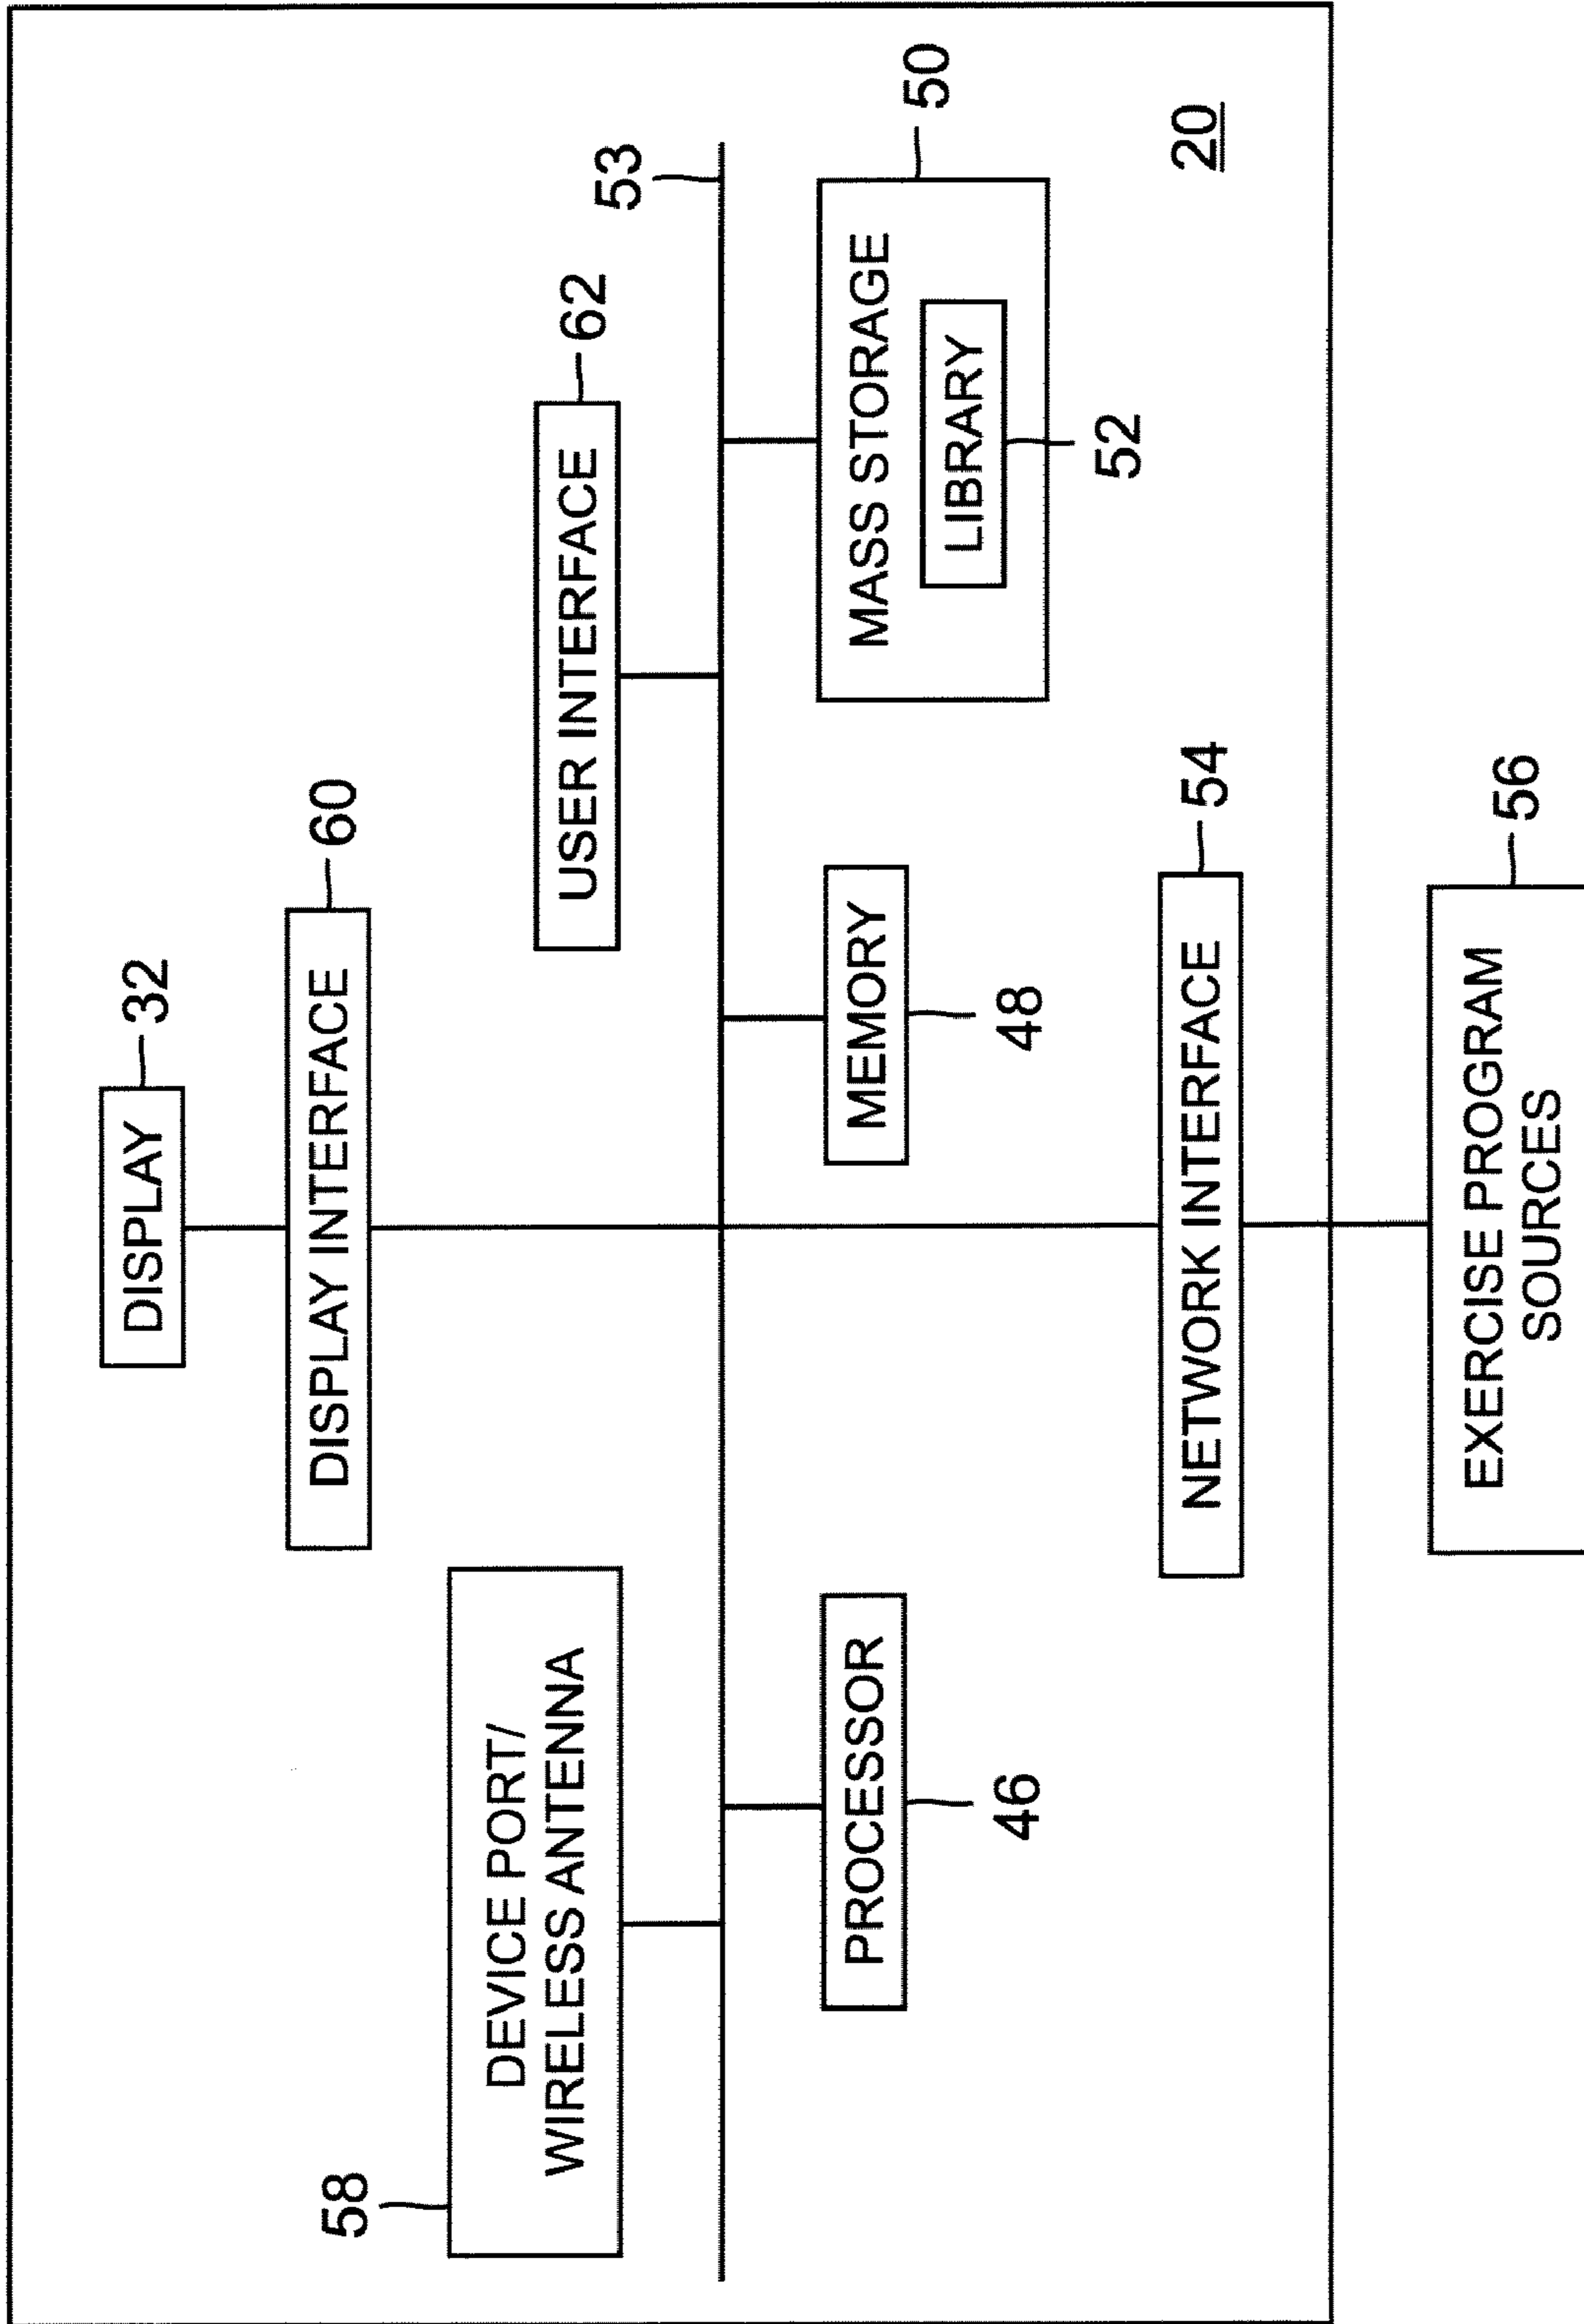 DISPLAY
32
DISPLAY INTERFACE
60
58
DEVICE PORT/
WIRELESS ANTENNA
USER INTERFACE
62
53
PROCESSOR
46
MEMORY
48
MASS STORAGE
50
LIBRARY
52
NETWORK INTERFACE
54
20
EXERCISE PROGRAM
SOURCES
56